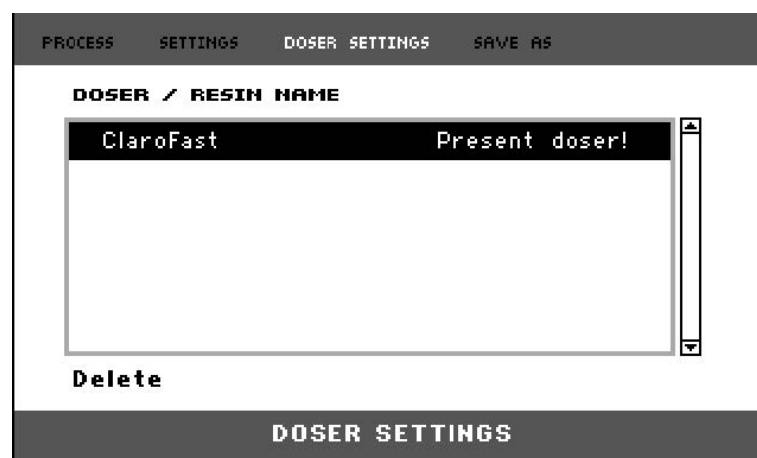 PROCESS SETTINGS DOSER SETTINGS SAVE AS
DOSER / RESIN NAME
ClaroFast Present doser!
Delete
DOSER SETTINGS